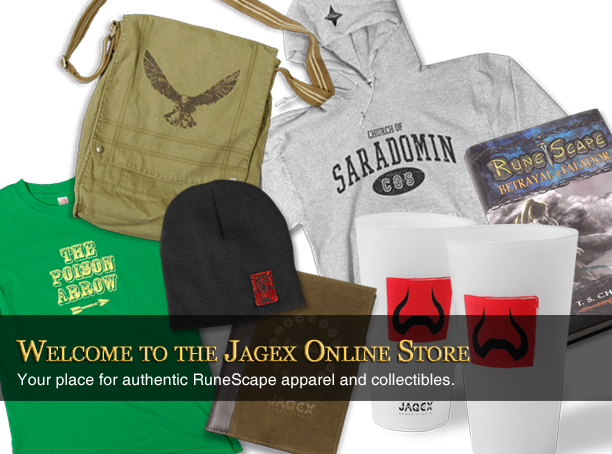 CHURCH OF
SARADOMIN
COS
RUNESCAPE
BETRAYAL at FALADOR
T. S. CH
THE
POISON
ARROW
WELCOME TO THE JAGEX ONLINE STORE
Your place for authentic RuneScape apparel and collectibles.
JAGEX
JAGEX